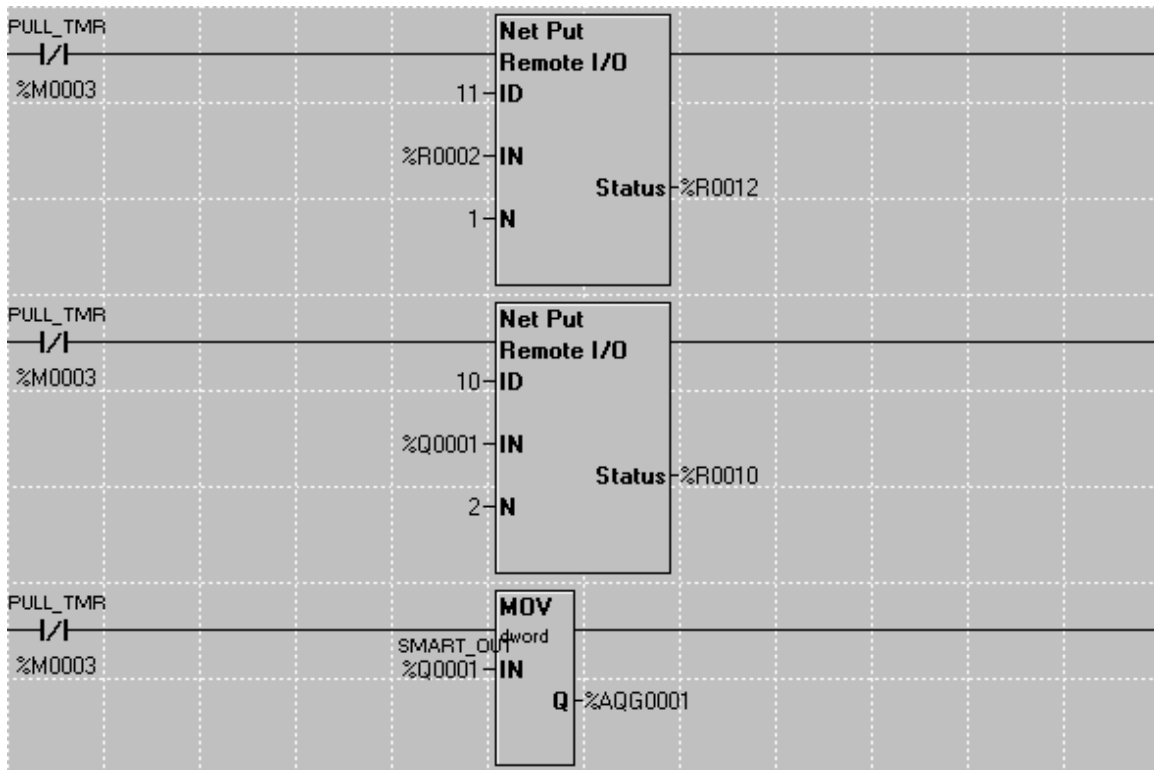 PULL_TMR
%M0003
Net Put
Remote I/O
11 ID
%R0002 IN
Status %R0012
1 N
PULL_TMR
%M0003
Net Put
Remote I/O
10 ID
%Q0001 IN
Status %R0010
2 N
PULL_TMR
%M0003
MOV
dword
SMART_OUT
%Q0001 IN
Q %AQG0001